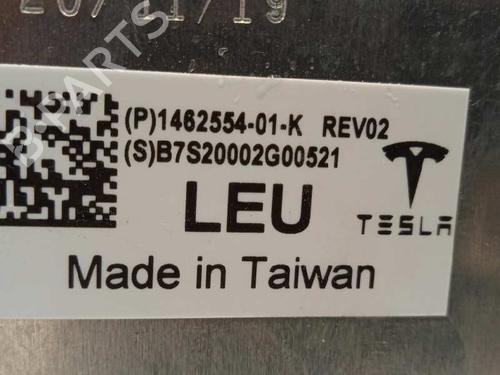 (P)1462554-01-K REV02
(S)B7S20002G00521
LEU
TESLA
Made in Taiwan